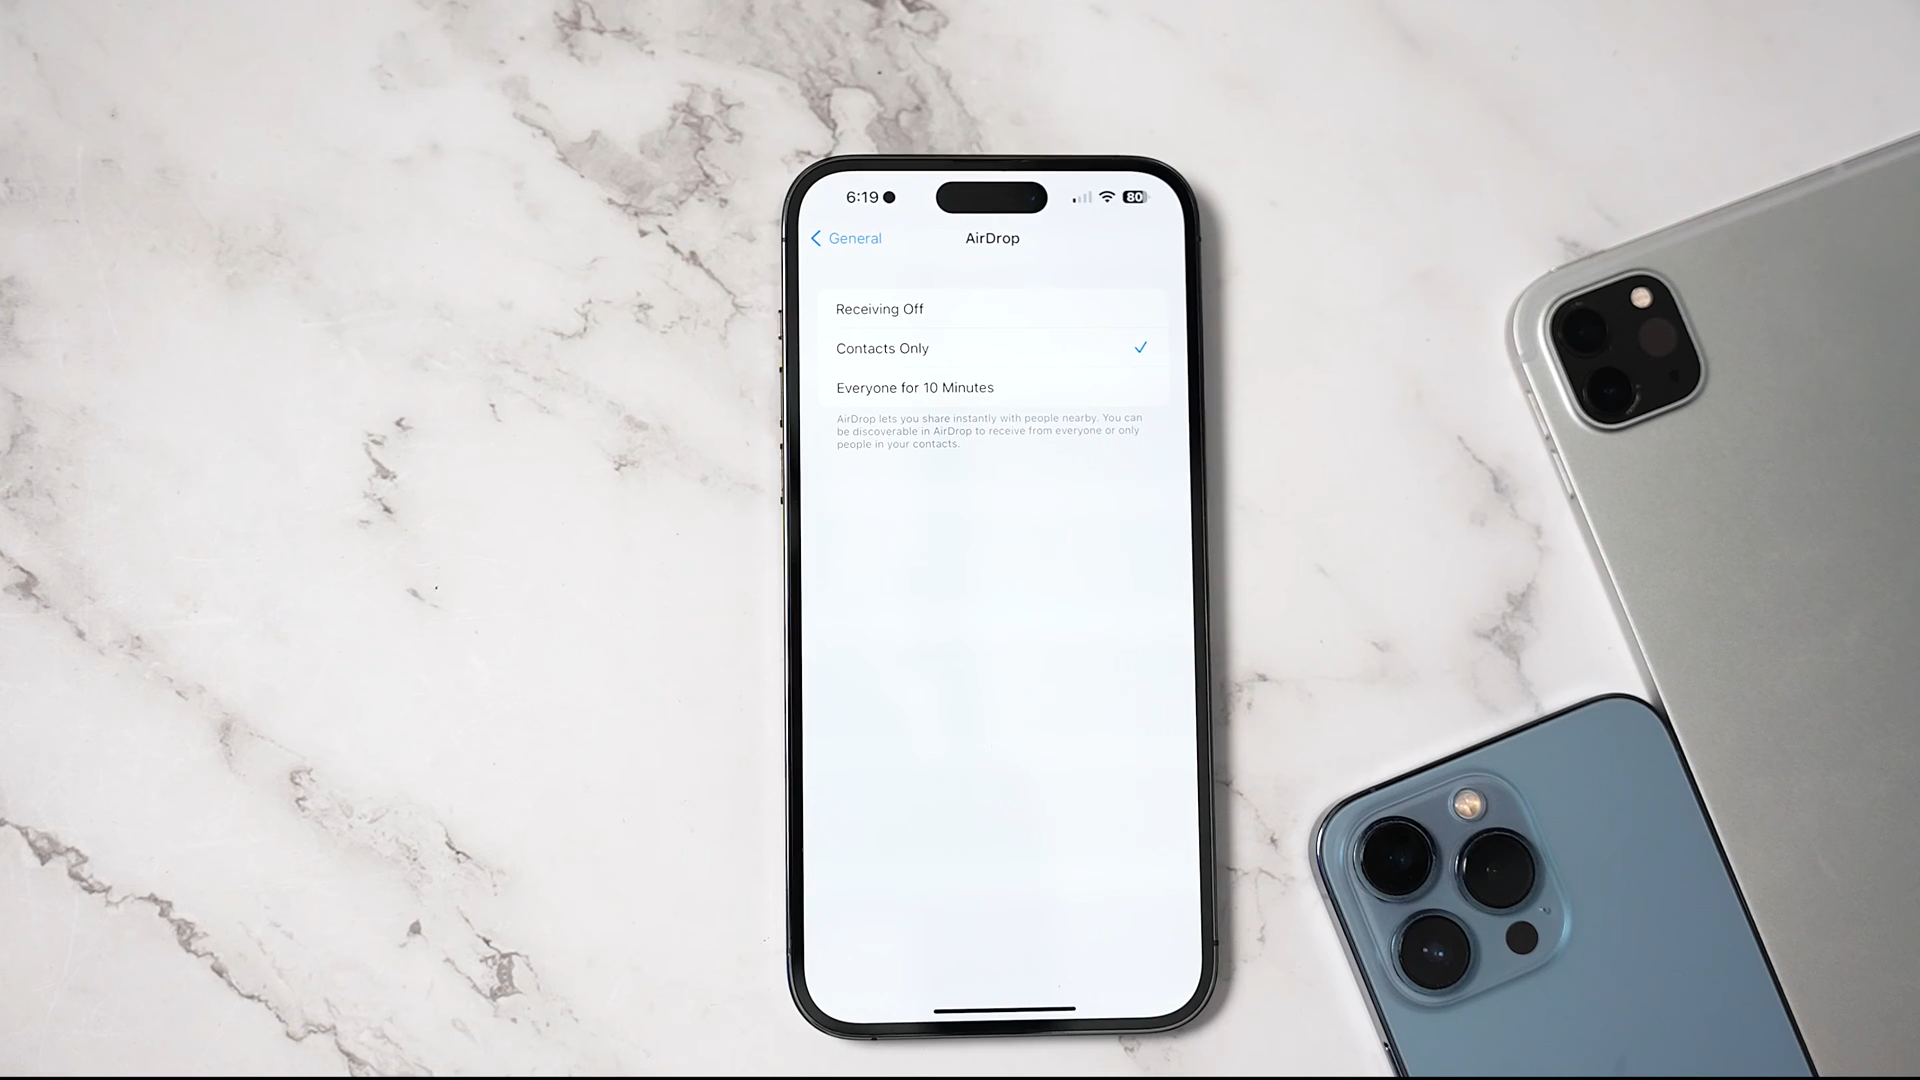 6:19
80
General
AirDrop
Receiving Off
Contacts Only
Everyone for 10 Minutes
AirDrop lets you share instantly with people nearby. You can
be discoverable in AirDrop to receive from everyone or only
people in your contacts.